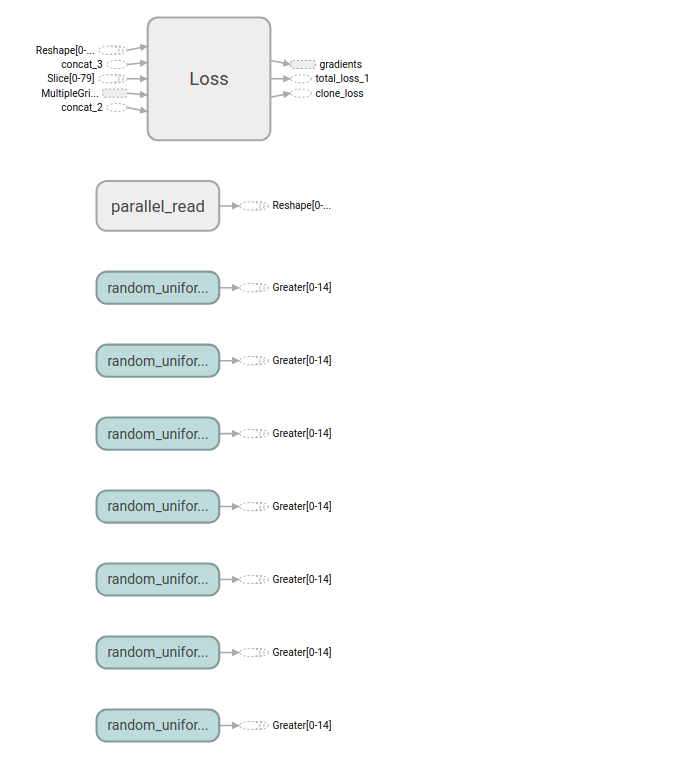 Reshape[0-...
concat_3
Slice[0-79]
MultipleGri...
concat_2
Loss
gradients
total_loss_1
clone_loss
parallel_read
Reshape[0-...
random_unifor...
Greater[0-14]
random_unifor...
Greater[0-14]
random_unifor...
Greater[0-14]
random_unifor...
Greater[0-14]
random_unifor...
Greater[0-14]
random_unifor...
Greater[0-14]
random_unifor...
Greater[0-14]